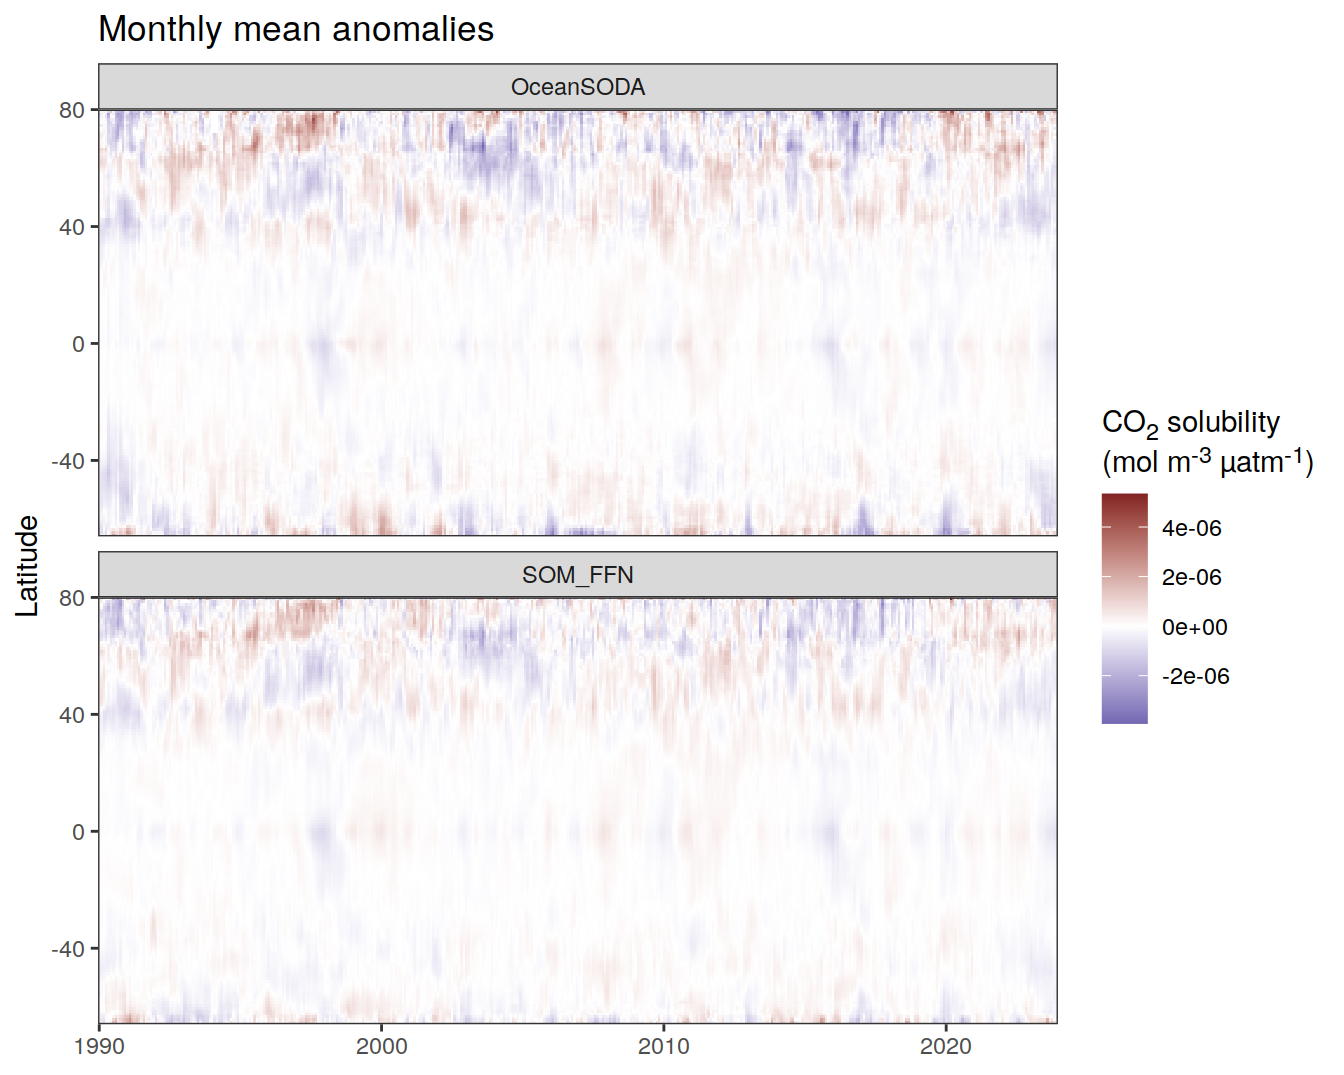 Monthly mean anomalies
OceanSODA
80
40
0
-40
Latitude
SOM_FFN
80
40
0
-40
1990 2000 2010 2020
CO₂ solubility
(mol m⁻³ µatm⁻¹)
4e-06
2e-06
0e+00
-2e-06